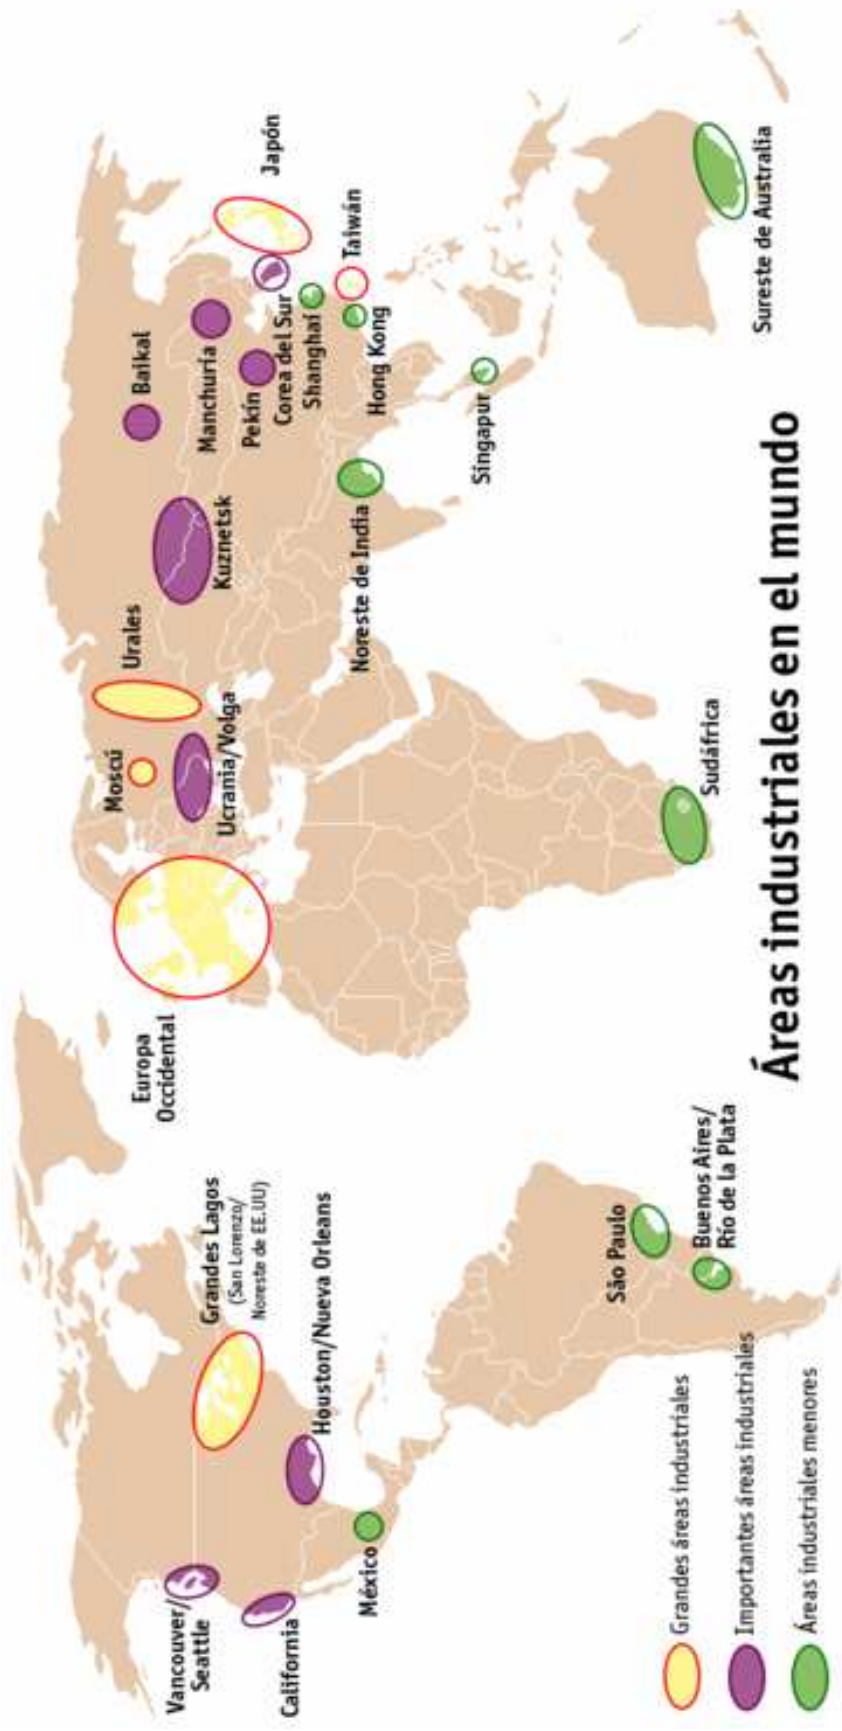 Vancouver/
Seattle
California
México
Houston/Nueva Orleans
Grandes Lagos
(San Lorenzo/
Noreste de EE.UU)
São Paulo
Buenos Aires/
Río de la Plata
Europa
Occidental
Moscú
Ucrania/Volga
Urales
Kuznetsk
Baikal
Manchuria
Pekín
Corea del Sur
Shanghai
Japón
Taiwán
Hong Kong
Noreste de India
Singapur
Sudáfrica
Sureste de Australia
Áreas industriales en el mundo
Grandes áreas industriales
Importantes áreas industriales
Áreas industriales menores